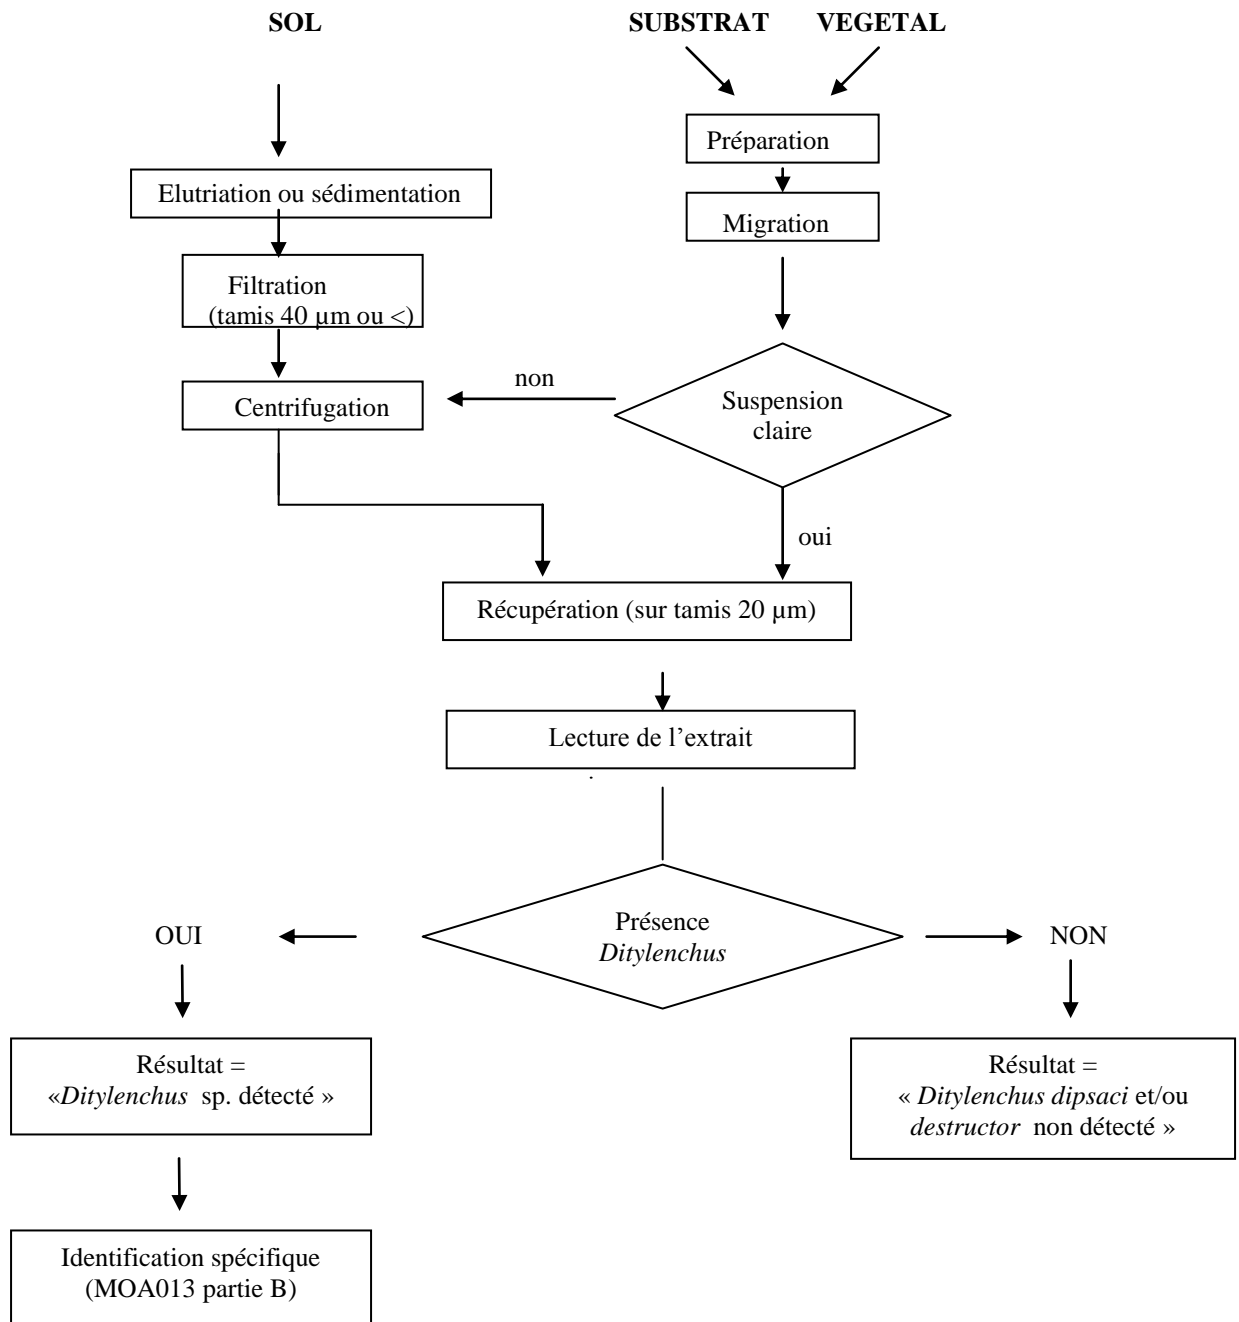 SOL
SUBSTRAT VEGETAL
Préparation
Elutriation ou sédimentation
Migration
Filtration
(tamis 40 µm ou <)
non
Centrifugation
Suspension
claire
oui
Récupération (sur tamis 20 µm)
Lecture de l’extrait
.
Présence
Ditylenchus
OUI
NON
Résultat =
«Ditylenchus sp. détecté »
Résultat =
« Ditylenchus dipsaci et/ou
destructor non détecté »
Identification spécifique
(MOA013 partie B)